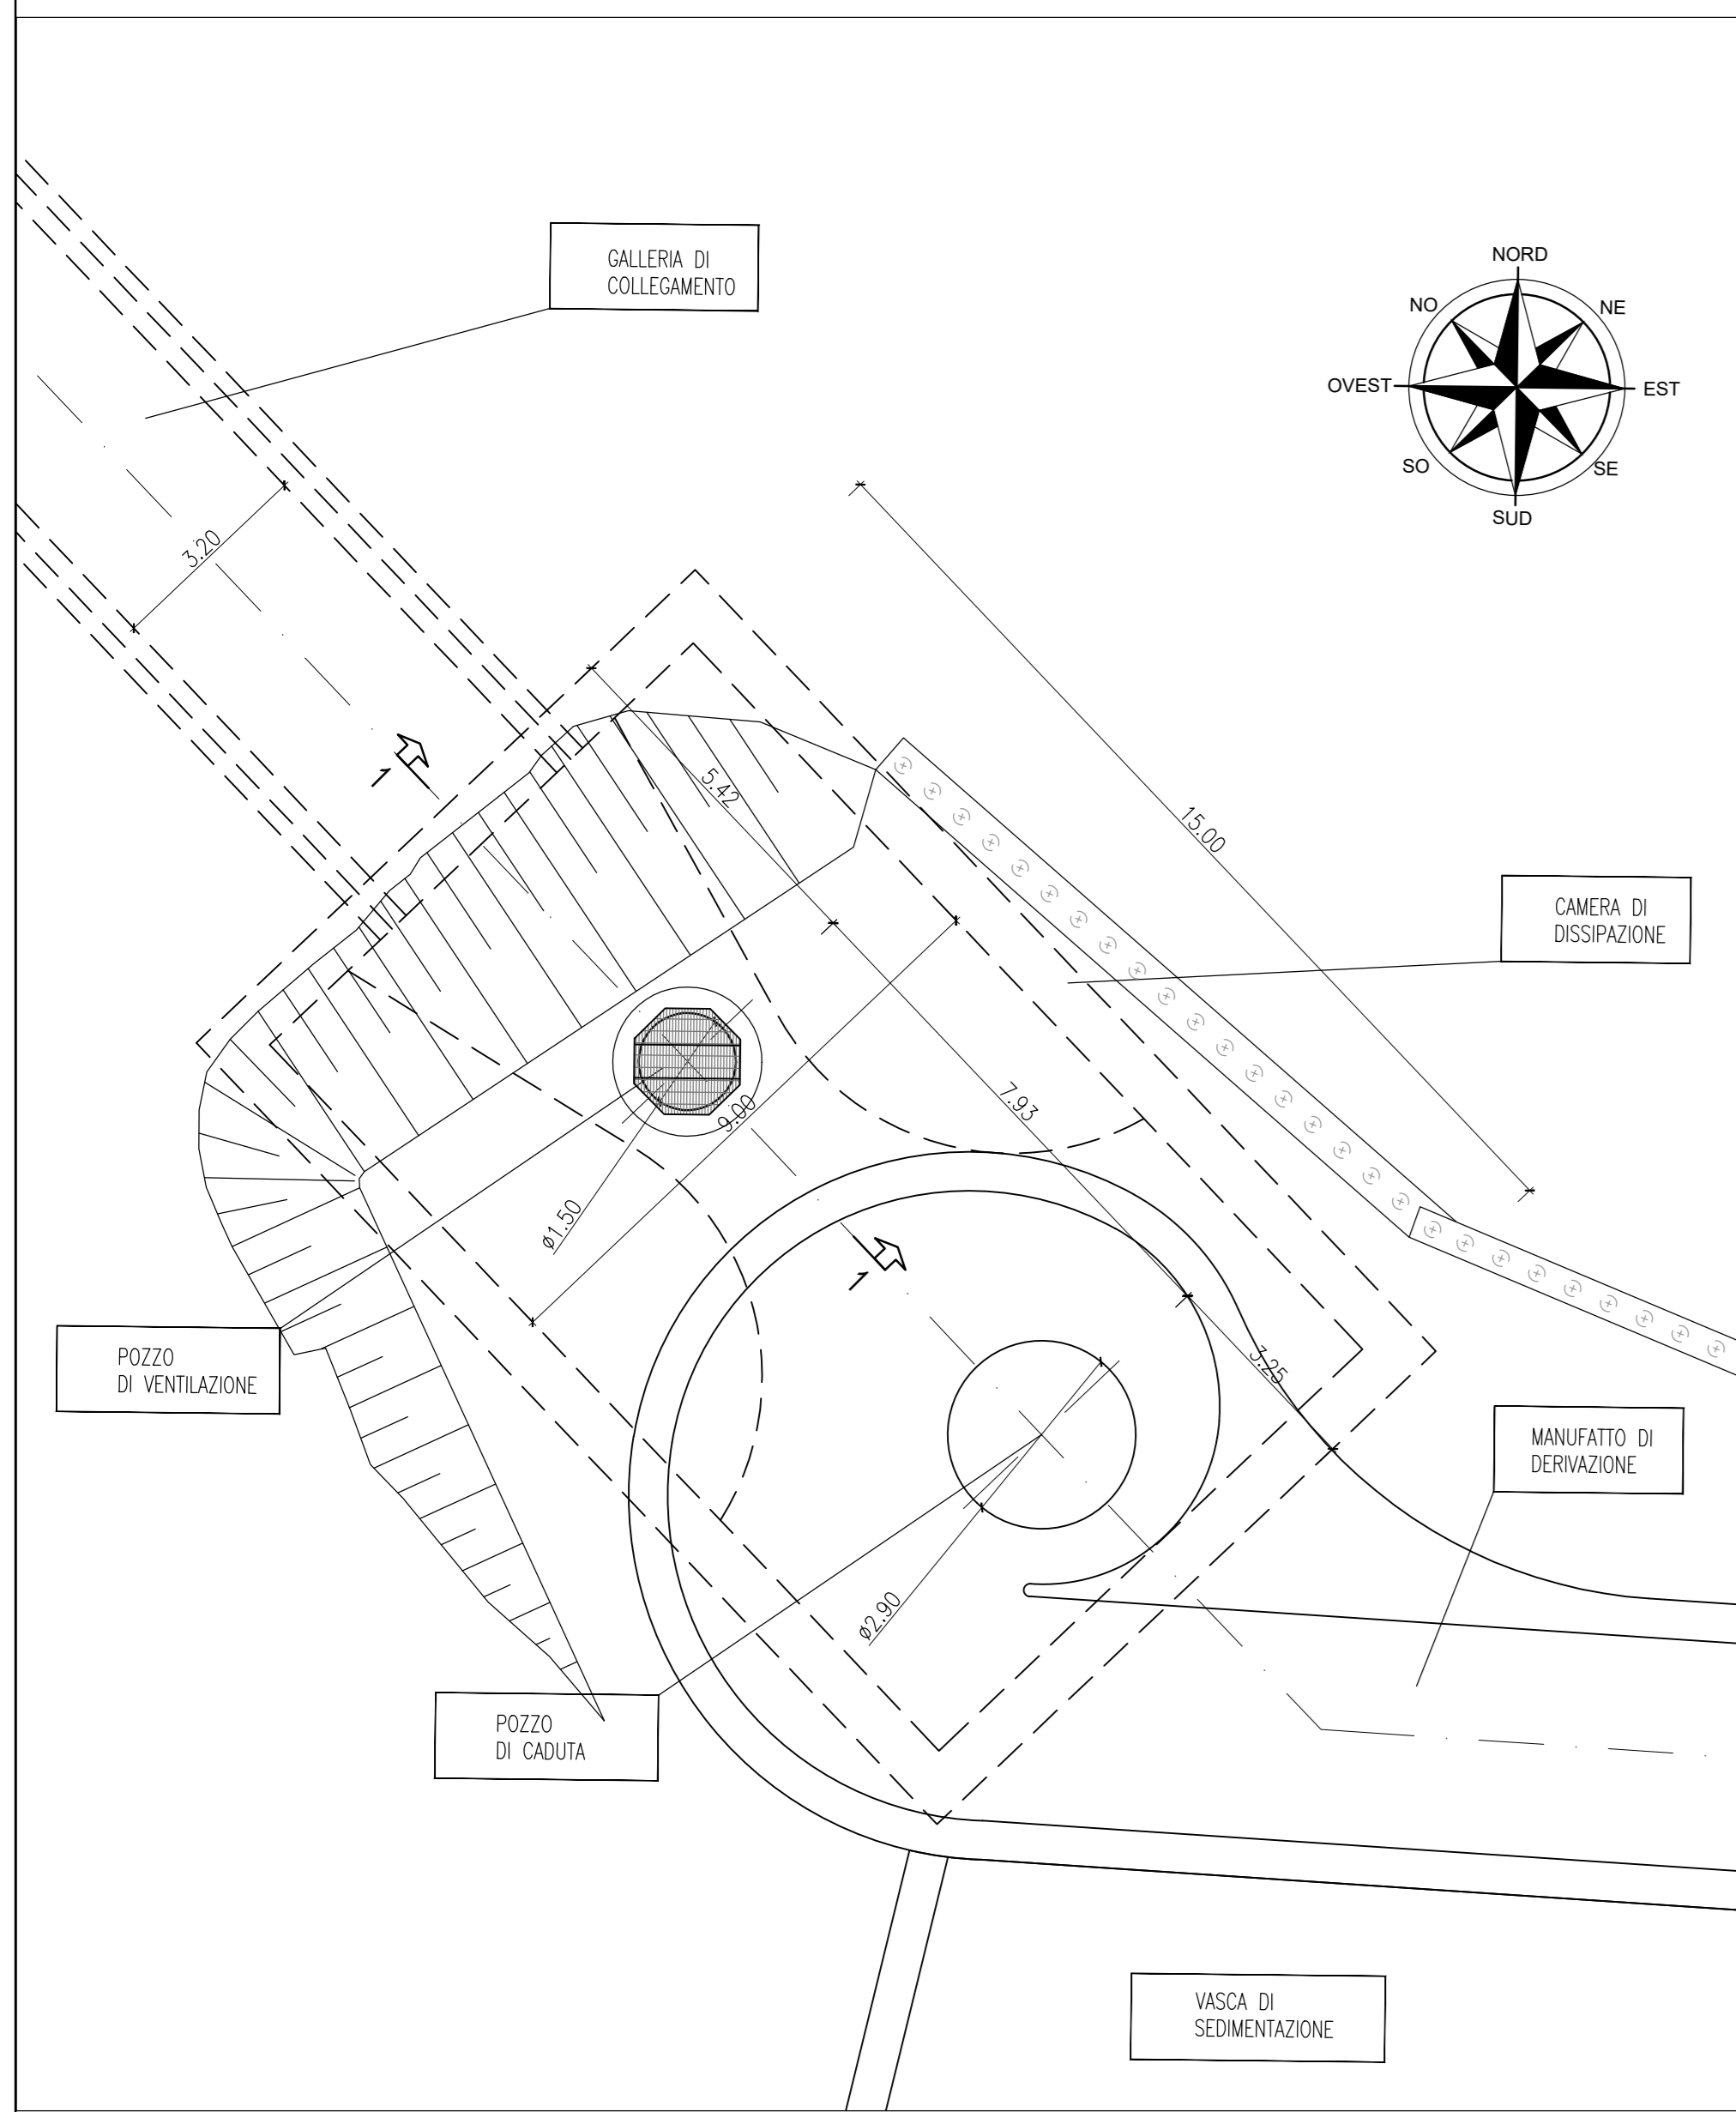 GALLERIA DI
COLLEGAMENTO
NORD
NO
NE
OVEST
EST
SO
SE
SUD
3.20
1
5.42
15.00
CAMERA DI
DISSIPAZIONE
7.93
9.00
ø1.50
1
3.25
POZZO
DI VENTILAZIONE
MANUFATTO DI
DERIVAZIONE
ø2.90
POZZO
DI CADUTA
VASCA DI
SEDIMENTAZIONE